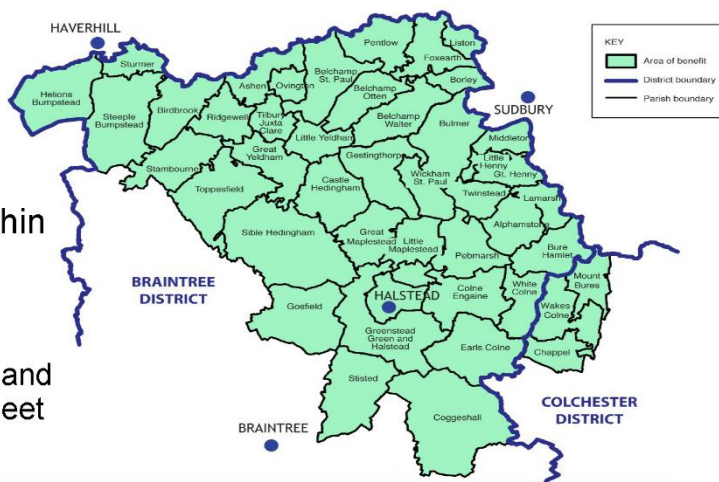 HAVERHILL
Sturmer
Helions
Bumpstead
Steeple
Bumpstead
Birdbrook
Ridgewell
Ashen
Ovington
Tilbury
Juxta
Clare
Belchamp
St. Paul
Pentlow
Liston
Foxearth
Borley
Belchamp
Otten
Belchamp
Walter
Bulmer
SUDBURY
Stambourne
Great
Yeldham
Little Yeldham
Toppesfield
Gestingthorpe
Castle
Hedingham
Wickham
St. Paul
Middleton
Little
Henny
Gt. Henny
Twinstead
Lamarsh
Alphamstone
Sible Hedingham
Great
Maplestead
Little
Maplestead
Pebmarsh
Bure
Hamlet
Mount
Bures
BRAINTREE
DISTRICT
Gosfield
HALSTEAD
Colne
Engaine
White
Colne
Wakes
Colne
Chappel
Greenstead
Green and
Halstead
Earls Colne
Stisted
Coggeshall
BRAINTREE
COLCHESTER
DISTRICT
KEY
Area of benefit
District boundary
Parish boundary
hin
and
eet